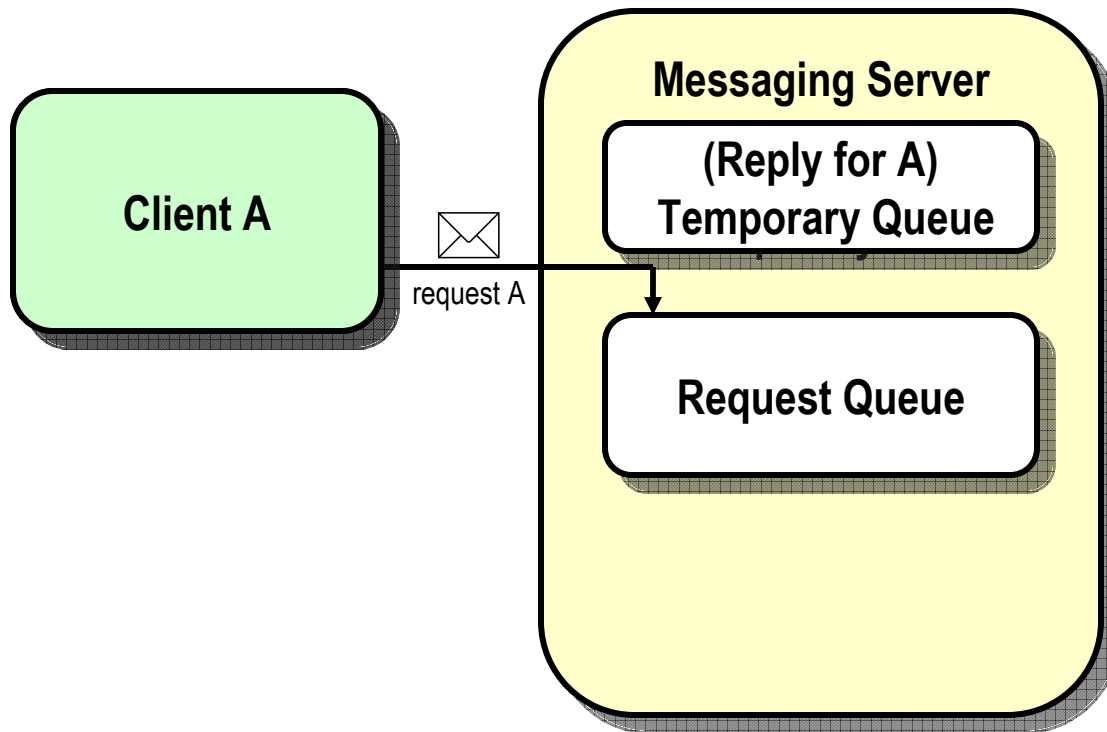 Messaging Server
(Reply for A)
Temporary Queue
Client A
request A
Request Queue